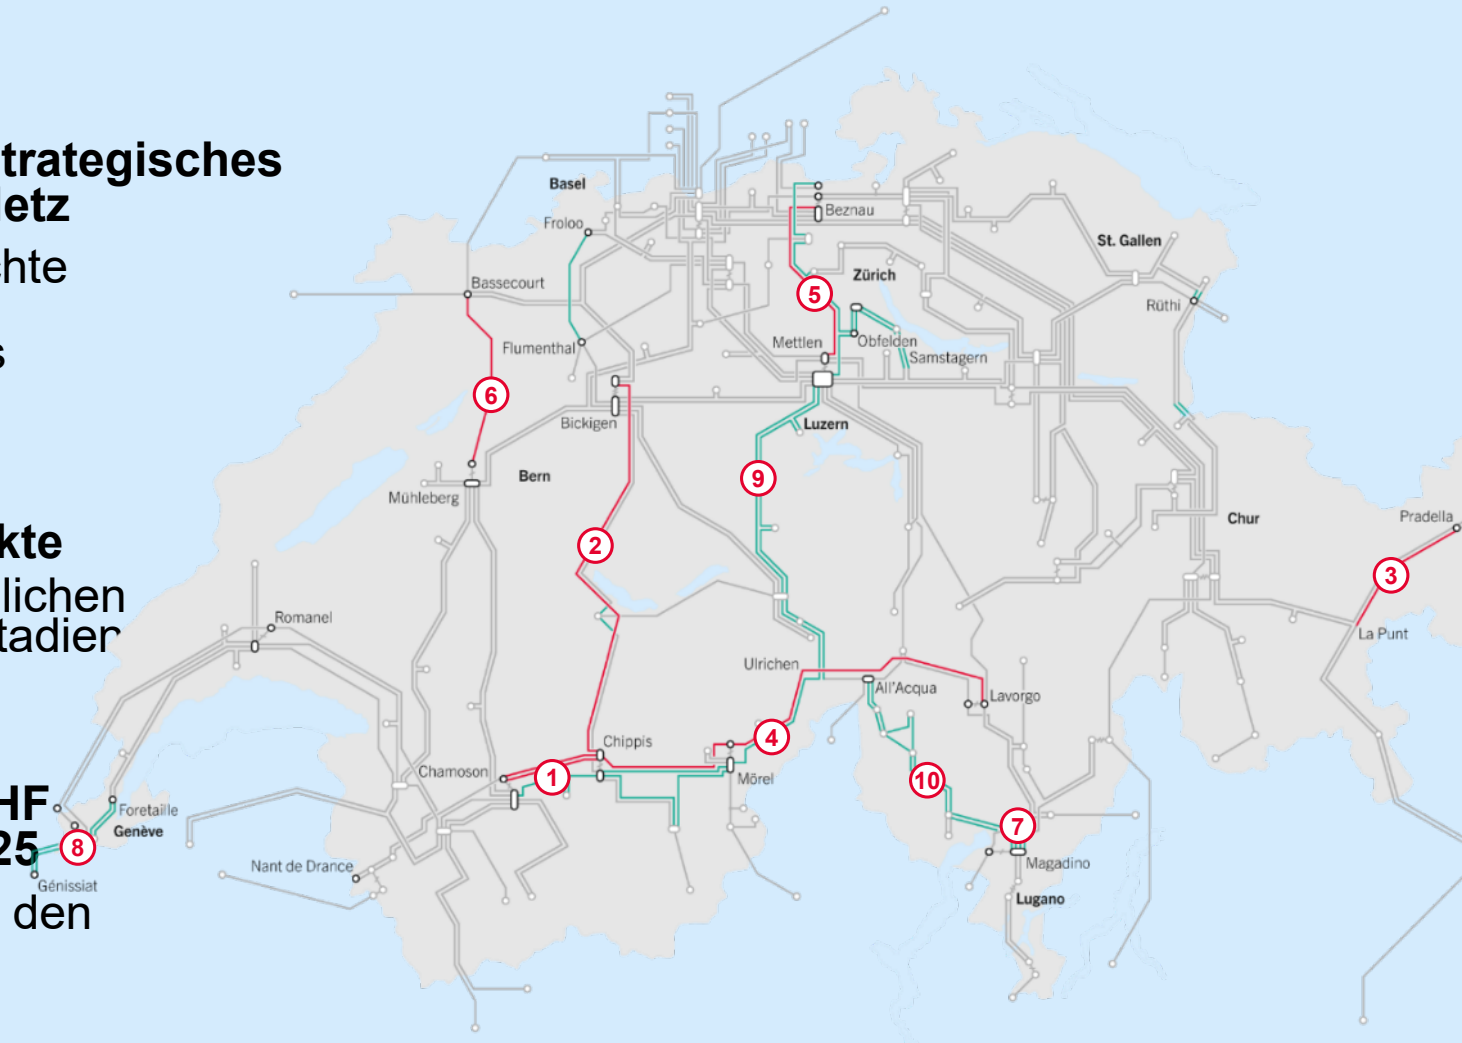 trategisches
etz
chte
s
kte
lichen
tadien
HF
25
den
Basel
Froloo
Beznau
St. Gallen
Bassecourt
Zürich
Rüthi
5
Flumenthal
Mettlen
Obfelden
Samstagern
6
Bickigen
Luzern
Bern
9
Mühleberg
Chur
Pradella
2
3
Romanel
La Punt
Ulrichen
All'Acqua
Lavorgo
4
Chippis
Chamoson
1
Mörel
10
Foretaille
Genève
7
8
Nant de Drance
Magadino
Génissiat
Lugano